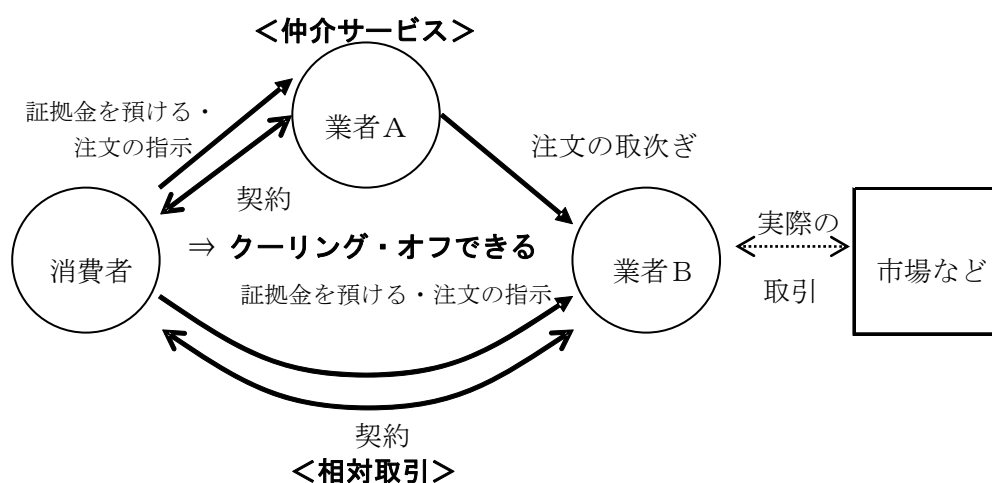 ＜仲介サービス＞
証拠金を預ける・
注文の指示
業者Ａ
注文の取次ぎ
契約
⇒ クーリング・オフできる
消費者
証拠金を預ける・注文の指示
業者Ｂ
実際の
取引
市場など
契約
＜相対取引＞